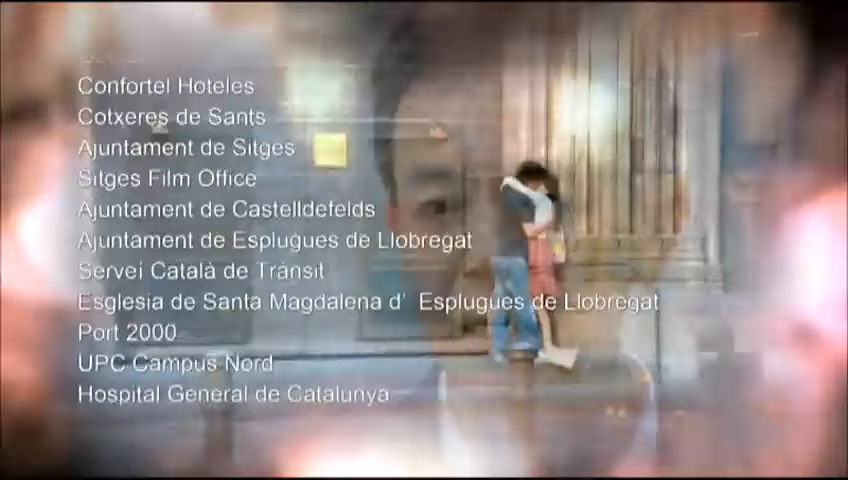 Confortel Hoteles
Cotxeres de Sants
Ajuntament de Sitges
Sitges Film Office
Ajuntament de Castelldefelds
Ajuntament de Esplugues de Llobregat
Servei Català de Trànsit
Esglesia de Santa Magdalena d' Esplugues de Llobregat
Port 2000
UPC Campus Nord
Hospital General de Catalunya